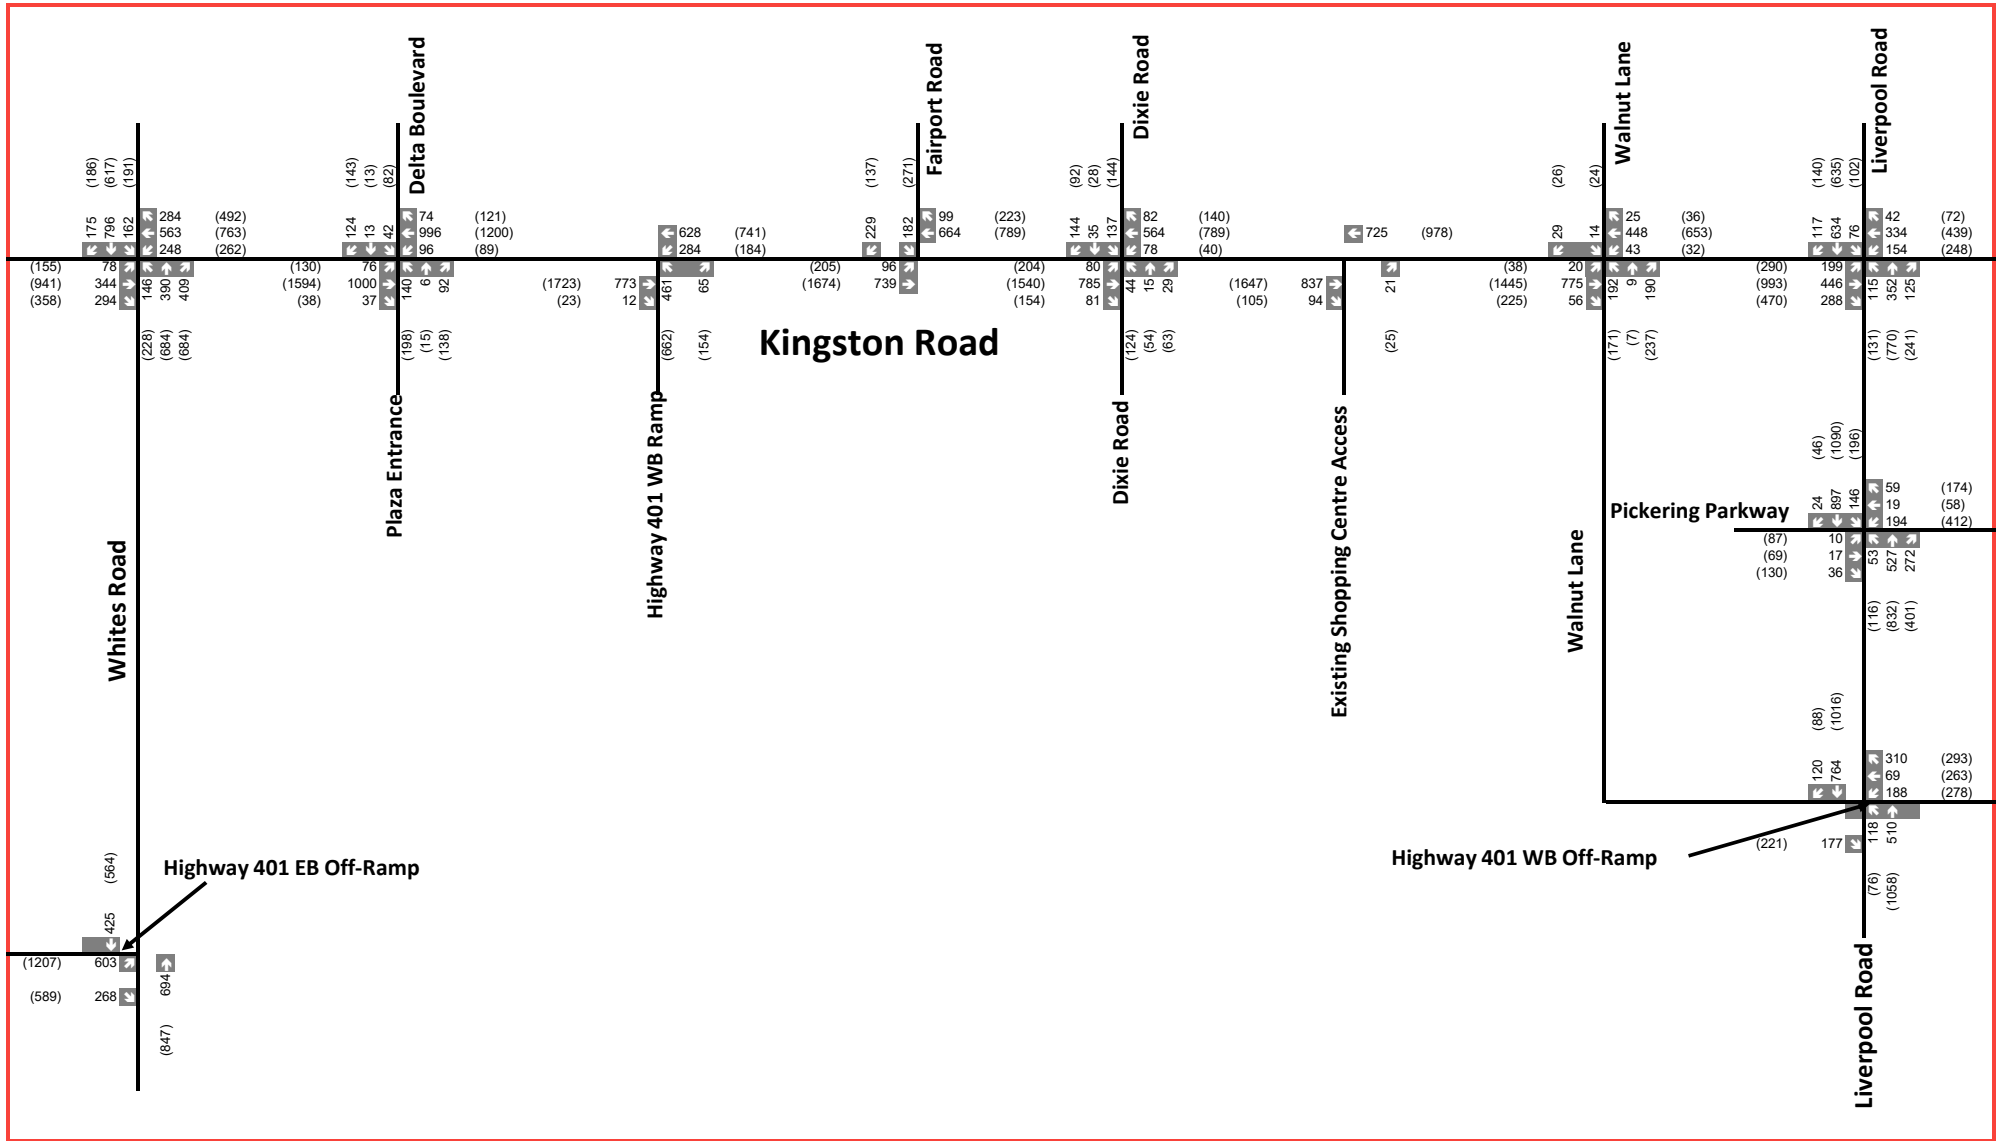 Delta Boulevard
Fairport Road
Dixie Road
Walnut Lane
Liverpool Road
(186) (617) (191)
175 796 162
284 (492)
563 (763)
248 (262)
(155) 78
(941) 344
(358) 294
146 390 409
(228) (684) (684)
(143) (13) (82)
124 13 42
74 (121)
996 (1200)
96 (89)
(130) 76
(1594) 1000
(38) 37
140 6 92
(198) (15) (138)
628 (741)
284 (184)
(1723) 773
(23) 12
461 65
(662) (154)
(137) (271)
229 182
99 (223)
664 (789)
(205) 96
(1674) 739
(92) (28) (144)
144 35 137
82 (140)
564 (789)
78 (40)
(204) 80
(1540) 785
(154) 81
44 15 29
(124) (54) (63)
725 (978)
(1647) 837
(105) 94
21
(25)
(26) (24)
29 14
25 (36)
448 (653)
43 (32)
(38) 20
(1445) 775
(225) 56
192 9 190
(171) (7) (237)
(140) (635) (102)
117 634 76
42 (72)
334 (439)
154 (248)
(290) 199
(993) 446
(470) 288
115 352 125
(131) (770) (241)
Kingston Road
Plaza Entrance
Highway 401 WB Ramp
Dixie Road
Existing Shopping Centre Access
Whites Road
Walnut Lane
Pickering Parkway
(46) (1090) (196)
24 897 146
59 (174)
19 (58)
194 (412)
(87) 10
(69) 17
(130) 36
53 527 272
(116) (832) (401)
(88) (1016)
120 764
310 (293)
69 (263)
188 (278)
(221) 177
118 510
(76) (1058)
Highway 401 WB Off-Ramp
Liverpool Road
Highway 401 EB Off-Ramp
(564)
425
(1207) 603
(589) 268
694
(847)